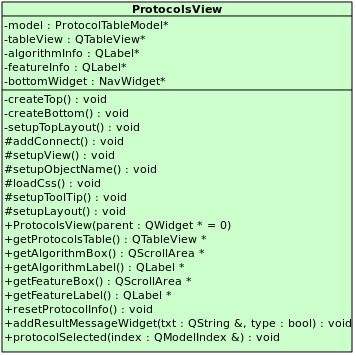 ProtocolsView
-model : ProtocolTableModel*
-tableView : QTableView*
-algorithmInfo : QLabel*
-featureInfo : QLabel*
-bottomWidget : NavWidget*
-createTop() : void
-createBottom() : void
-setupTopLayout() : void
#addConnect() : void
#setupView() : void
#setupObjectName() : void
#loadCss() : void
#setupToolTip() : void
#setupLayout() : void
+ProtocolsView(parent : QWidget * = 0)
+getProtocolsTable() : QTableView *
+getAlgorithmBox() : QScrollArea *
+getAlgorithmLabel() : QLabel *
+getFeatureBox() : QScrollArea *
+getFeatureLabel() : QLabel *
+resetProtocolInfo() : void
+addResultMessageWidget(txt : QString &, type : bool) : void
+protocolSelected(index : QModelIndex &) : void